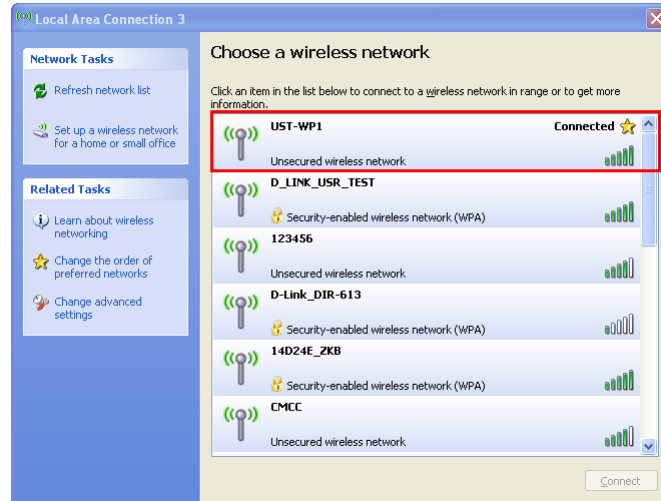 Local Area Connection 3
Network Tasks
Refresh network list
Set up a wireless network
for a home or small office
Related Tasks
Learn about wireless
networking
Change the order of
preferred networks
Change advanced
settings
Choose a wireless network
Click an item in the list below to connect to a wireless network in range or to get more
information.
UST-WP1
Connected
Unsecured wireless network
D_LINK_USR_TEST
Security-enabled wireless network (WPA)
123456
Unsecured wireless network
D-Link_DIR-613
Security-enabled wireless network (WPA)
14D24E_ZKB
Security-enabled wireless network (WPA)
CMCC
Unsecured wireless network
Connect